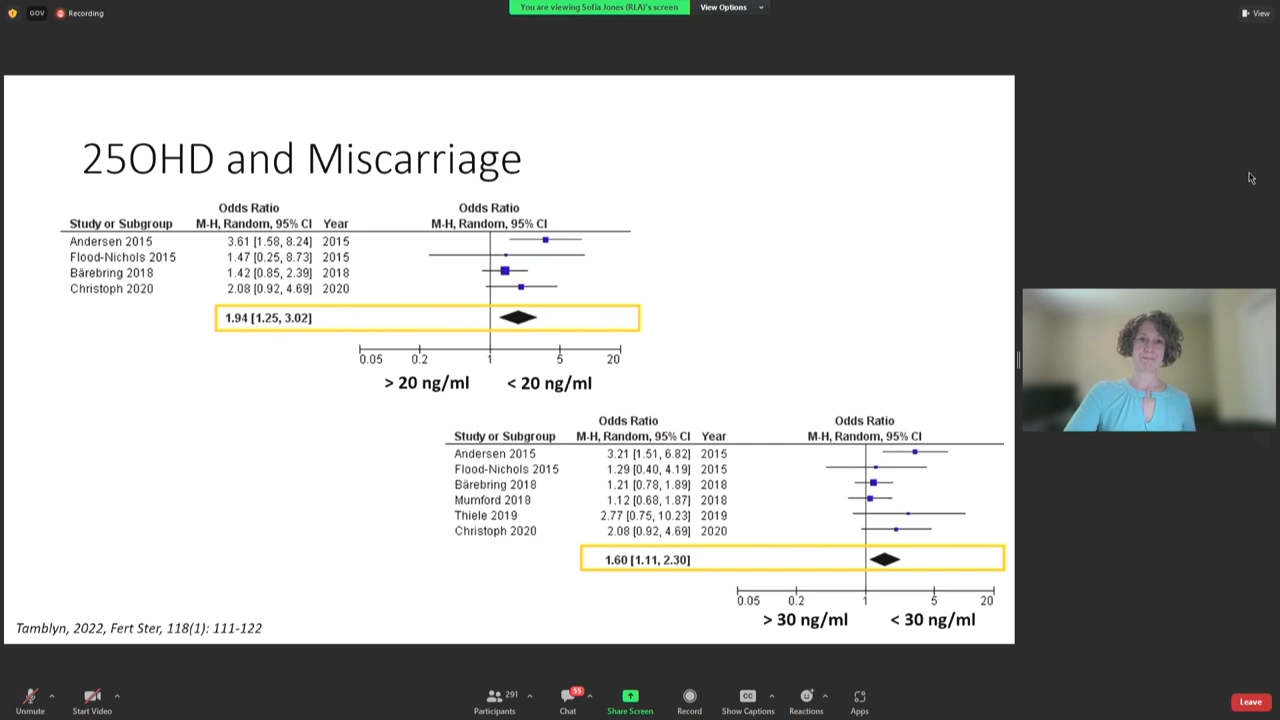 GOV
Recording
You are viewing Sofia Jones (RLA)'s screen
View Options
View
25OHD and Miscarriage
Odds Ratio Odds Ratio
Study or Subgroup M-H, Random, 95% CI Year M-H, Random, 95% CI
Andersen 2015 3.61 [1.58, 8.24] 2015
Flood-Nichols 2015 1.47 [0.25, 8.73] 2015
Bärebring 2018 1.42 [0.85, 2.39] 2018
Christoph 2020 2.08 [0.92, 4.69] 2020
1.94 [1.25, 3.02]
0.05 0.2 1 5 20
> 20 ng/ml < 20 ng/ml
Odds Ratio Odds Ratio
Study or Subgroup M-H, Random, 95% CI Year M-H, Random, 95% CI
Andersen 2015 3.21 [1.51, 6.82] 2015
Flood-Nichols 2015 1.29 [0.40, 4.19] 2015
Bärebring 2018 1.21 [0.78, 1.89] 2018
Mumford 2018 1.12 [0.68, 1.87] 2018
Thiele 2019 2.77 [0.75, 10.23] 2019
Christoph 2020 2.08 [0.92, 4.69] 2020
1.60 [1.11, 2.30]
0.05 0.2 1 5 20
> 30 ng/ml < 30 ng/ml
Tamblyn, 2022, Fert Ster, 118(1): 111-122
Unmute
Start Video
291
Participants
55
Chat
Share Screen
Record
CC
Show Captions
Reactions
Apps
Leave